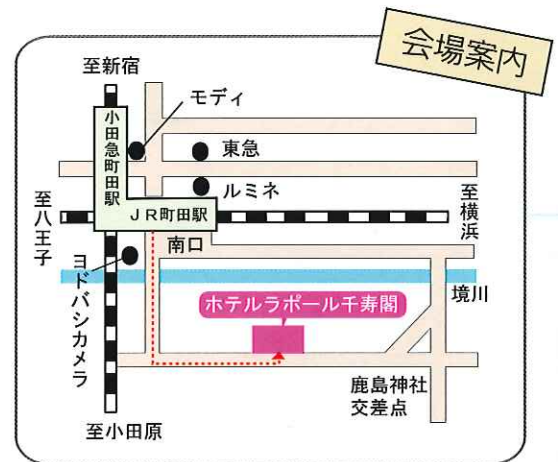 会場案内
至新宿
モディ
小田急町田駅
東急
ルミネ
至八王子
JR町田駅
至横浜
南口
ヨドバシカメラ
境川
ホテルラポール千寿閣
鹿島神社
交差点
至小田原